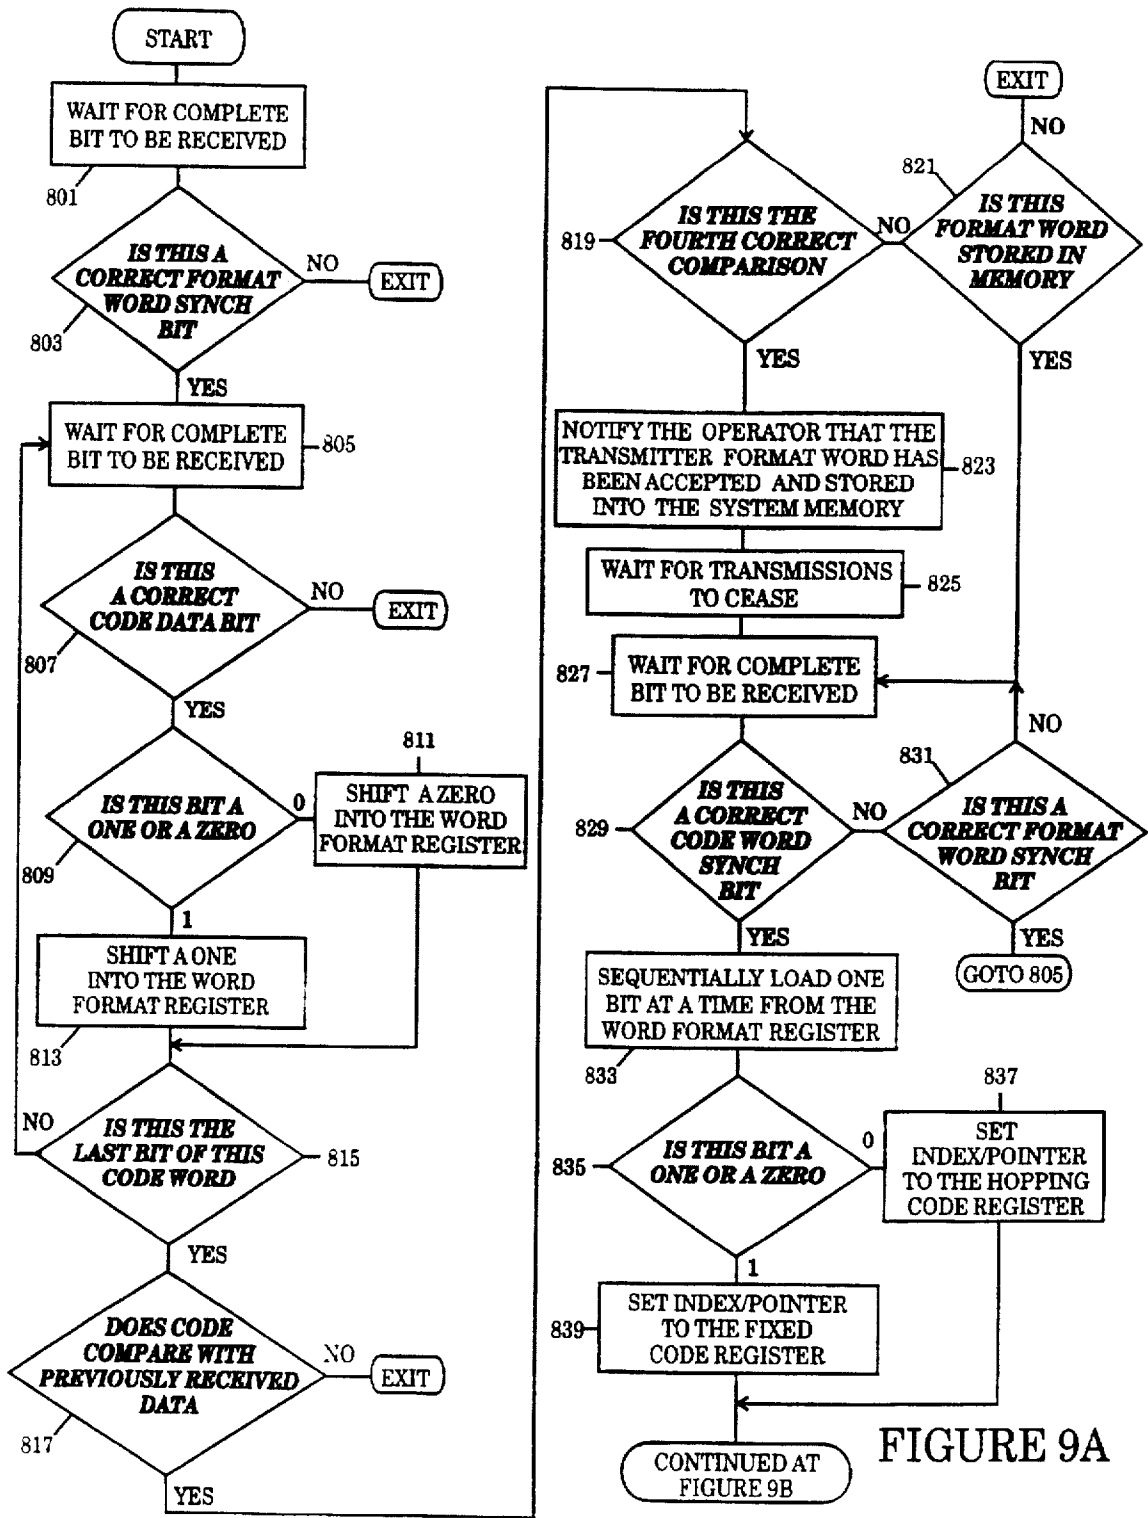 START
WAIT FOR COMPLETE
BIT TO BE RECEIVED
801
IS THIS A
CORRECT FORMAT
WORD SYNCH
BIT
803
NO
EXIT
YES
WAIT FOR COMPLETE
BIT TO BE RECEIVED
805
IS THIS
A CORRECT
CODE DATA BIT
807
NO
EXIT
YES
IS THIS BIT A
ONE OR A ZERO
809
0
811
SHIFT A ZERO
INTO THE WORD
FORMAT REGISTER
1
SHIFT A ONE
INTO THE WORD
FORMAT REGISTER
813
NO
IS THIS THE
LAST BIT OF THIS
CODE WORD
815
YES
DOES CODE
COMPARE WITH
PREVIOUSLY RECEIVED
DATA
817
NO
EXIT
YES
819
IS THIS THE
FOURTH CORRECT
COMPARISON
NO
EXIT
NO
821
IS THIS
FORMAT WORD
STORED IN
MEMORY
YES
YES
NOTIFY THE OPERATOR THAT THE
TRANSMITTER FORMAT WORD HAS
BEEN ACCEPTED AND STORED
INTO THE SYSTEM MEMORY
823
WAIT FOR TRANSMISSIONS
TO CEASE
825
827
WAIT FOR COMPLETE
BIT TO BE RECEIVED
829
IS THIS
A CORRECT
CODE WORD
SYNCH
BIT
NO
NO
831
IS THIS A
CORRECT FORMAT
WORD SYNCH
BIT
YES
GOTO 805
YES
SEQUENTIALLY LOAD ONE
BIT AT A TIME FROM THE
WORD FORMAT REGISTER
833
835
IS THIS BIT A
ONE OR A ZERO
0
837
SET
INDEX/POINTER
TO THE HOPPING
CODE REGISTER
1
839
SET INDEX/POINTER
TO THE FIXED
CODE REGISTER
CONTINUED AT
FIGURE 9B
FIGURE 9A